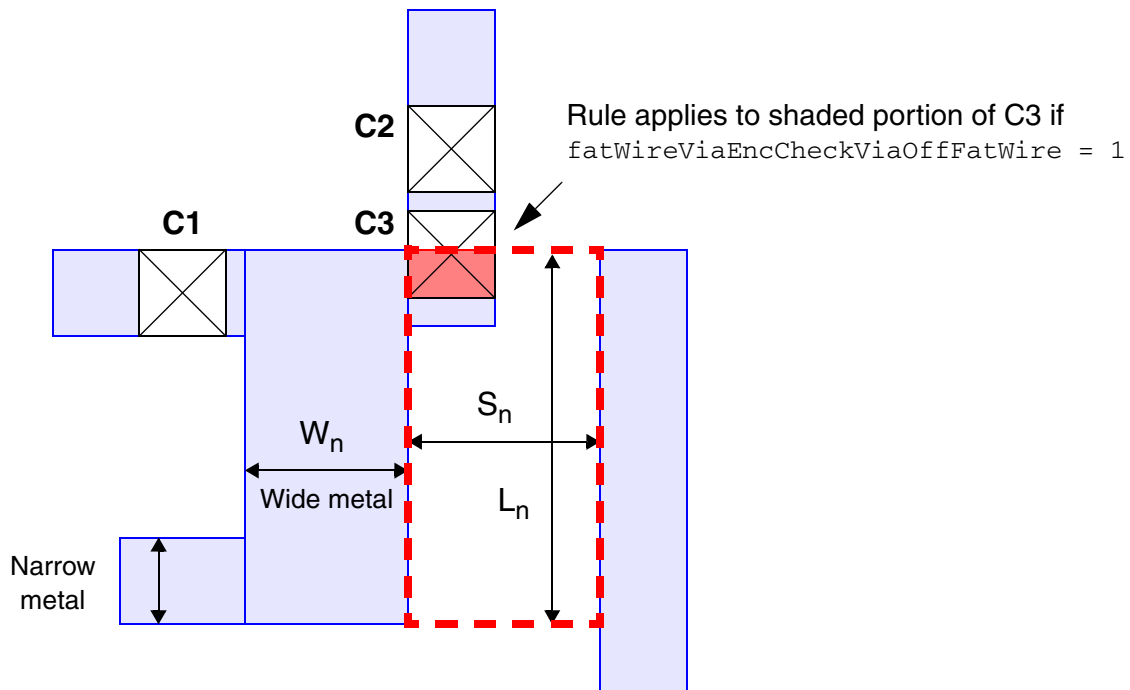 C2
Rule applies to shaded portion of C3 if
fatWireViaEncCheckViaOffFatWire = 1
C1
C3
Sn
Wn
Wide metal
Ln
Narrow
metal